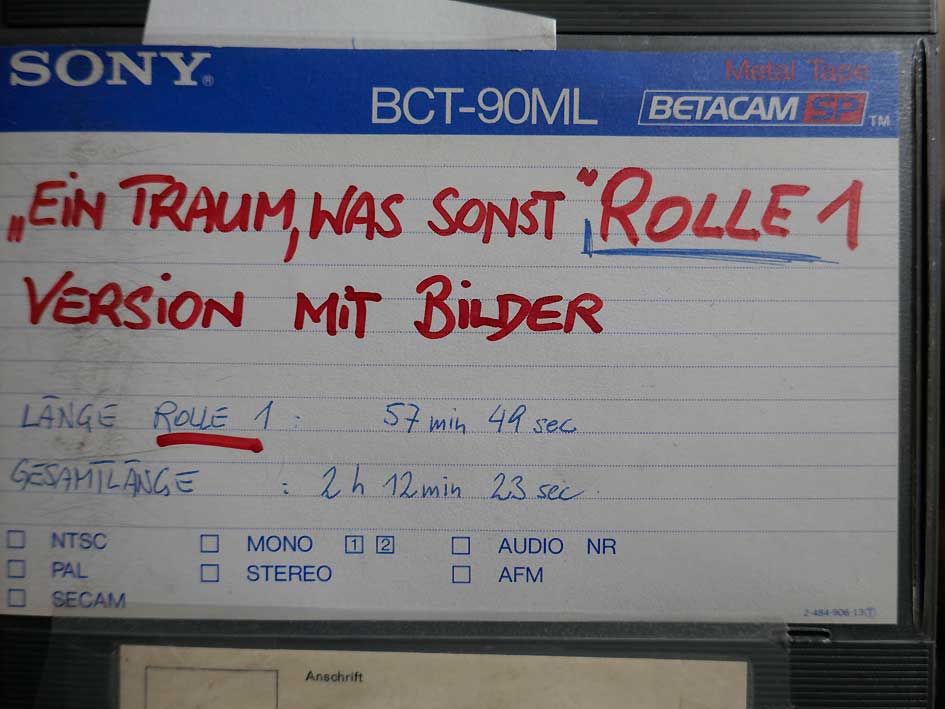 SONY®
Metal Tape
BCT-90ML BETACAM SP TM
„EIN TRAUM, WAS SONST“ ROLLE 1
VERSION MIT BILDER
LÄNGE ROLLE 1 : 57 min 49 sec
GESAMTLÄNGE : 2 h 12 min 23 sec.
NTSC MONO 1 2 AUDIO NR
PAL STEREO AFM
SECAM
2-484-906-13①
Anschrift